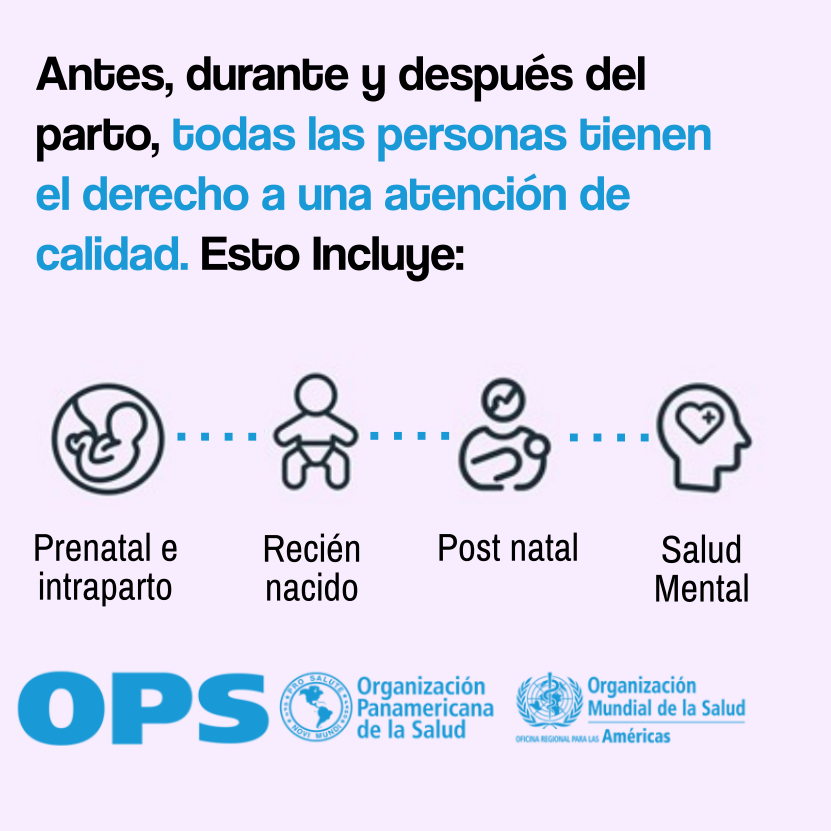 Antes, durante y después del
parto, todas las personas tienen
el derecho a una atención de
calidad. Esto Incluye:
Prenatal e
intraparto
Recién
nacido
Post natal
Salud
Mental
OPS
PRO SALUTE
NOVI MUNDI
Organización
Panamericana
de la Salud
Organización
Mundial de la Salud
OFICINA REGIONAL PARA LAS Américas